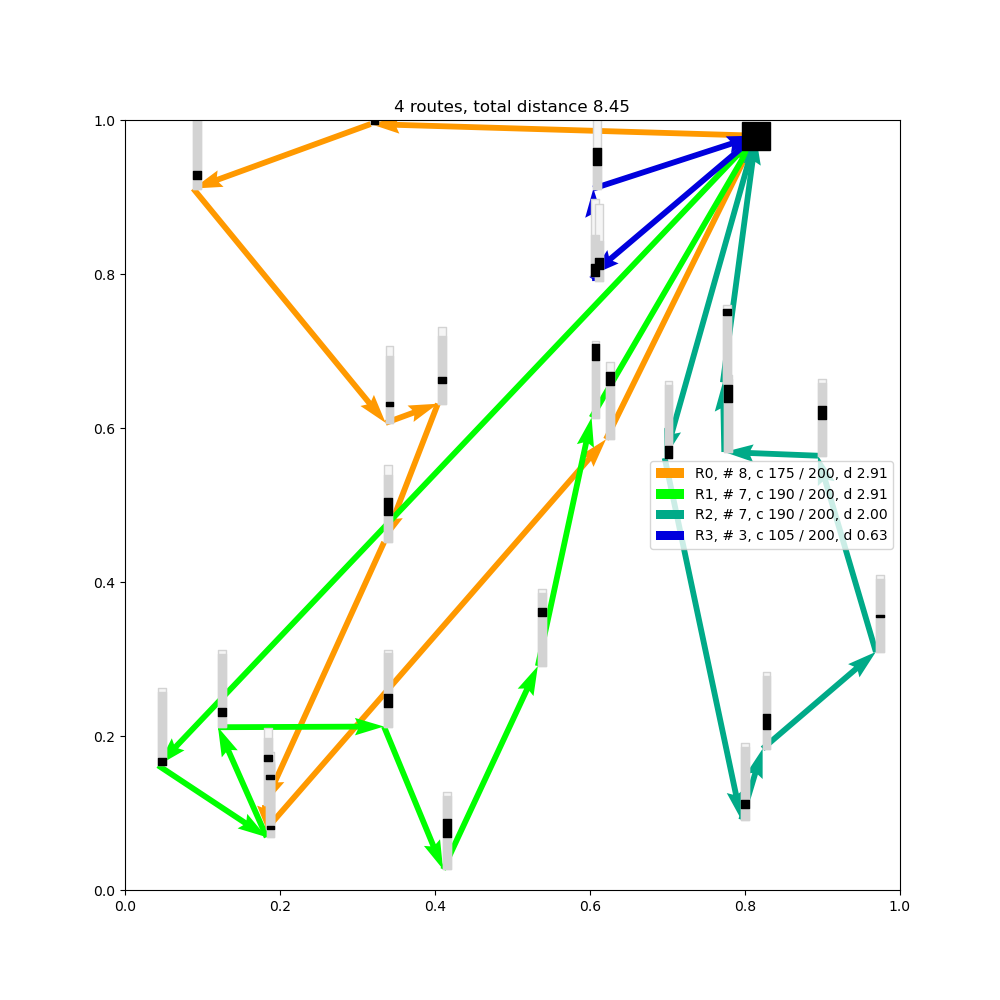 4 routes, total distance 8.45
1.0
0.8
0.6
0.4
0.2
0.0
R0, # 8, c 175 / 200, d 2.91
R1, # 7, c 190 / 200, d 2.91
R2, # 7, c 190 / 200, d 2.00
R3, # 3, c 105 / 200, d 0.63
0.0 0.2 0.4 0.6 0.8 1.0